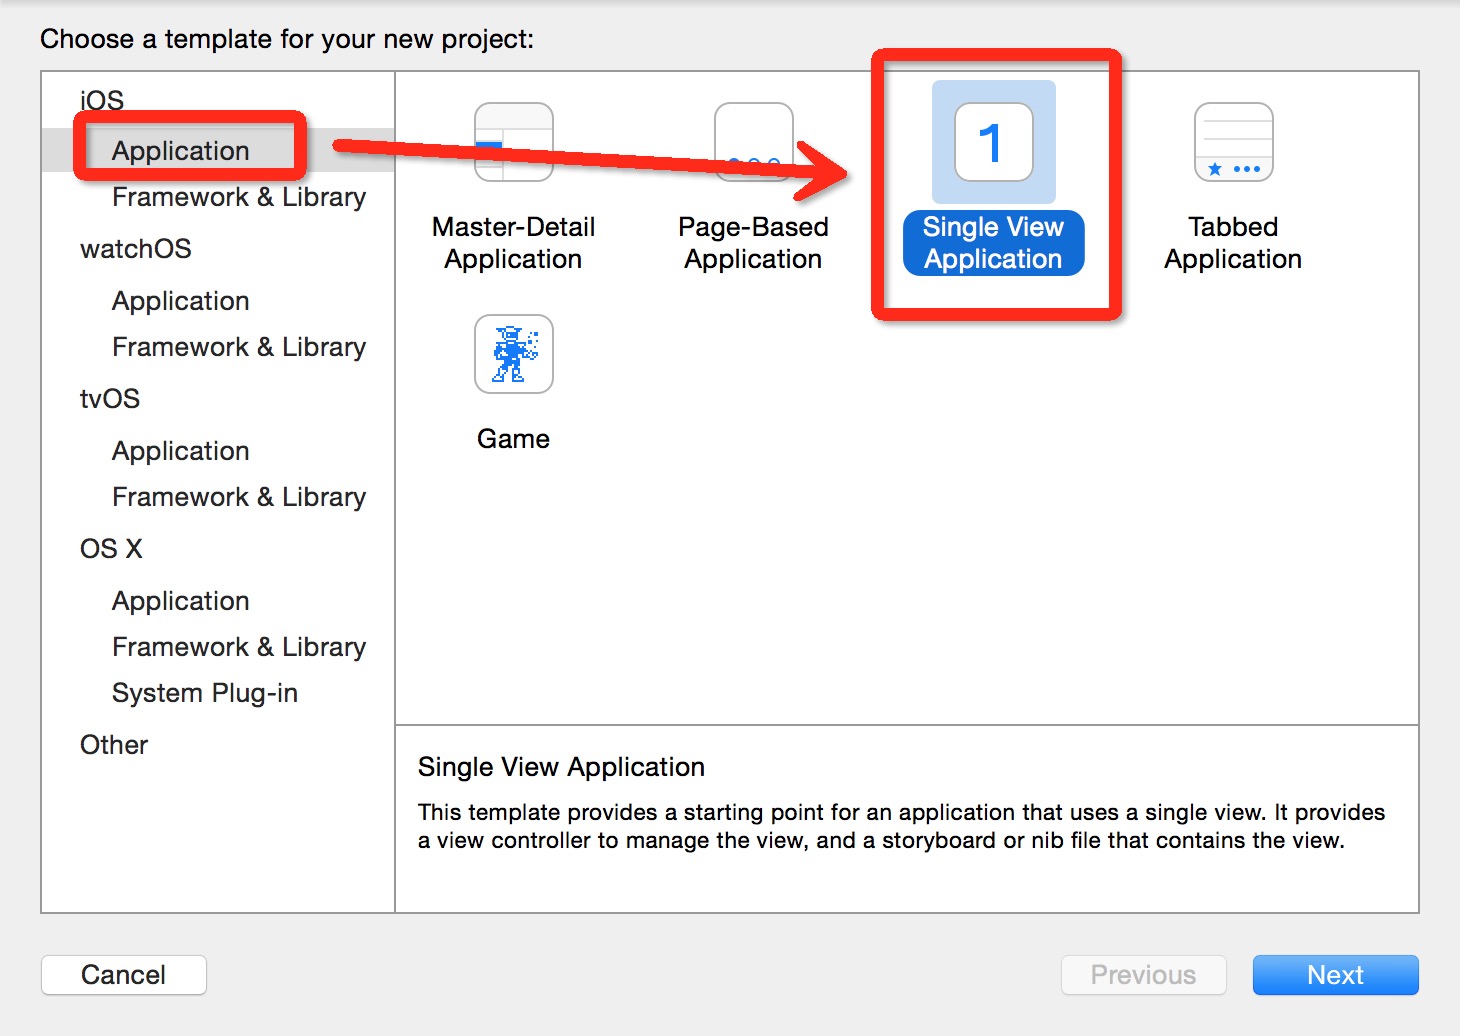 Choose a template for your new project:
iOS
Application
Framework & Library
watchOS
Application
Framework & Library
tvOS
Application
Framework & Library
OS X
Application
Framework & Library
System Plug-in
Other
Master-Detail
Application
Page-Based
Application
1
Single View
Application
Tabbed
Application
Game
Single View Application
This template provides a starting point for an application that uses a single view. It provides
a view controller to manage the view, and a storyboard or nib file that contains the view.
Cancel
Previous
Next